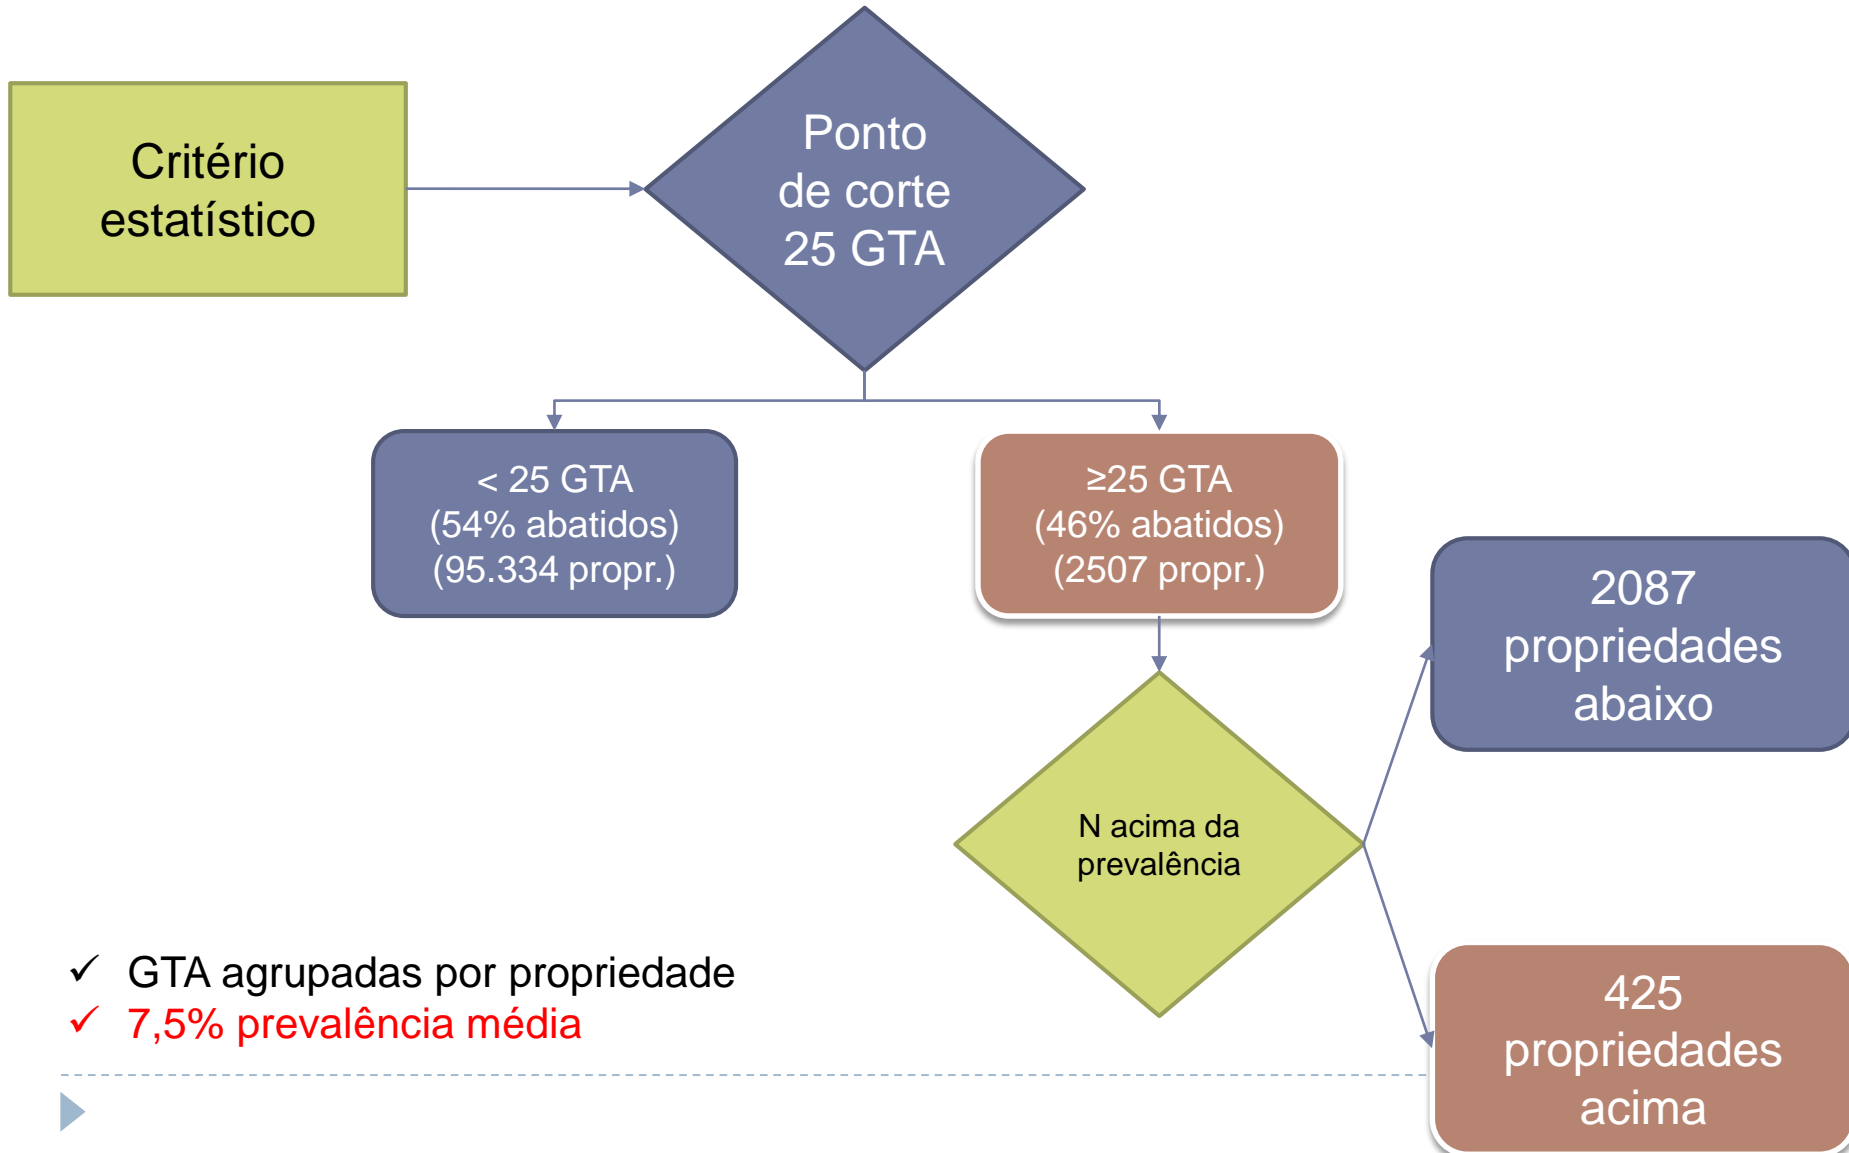 Critério
estatístico
Ponto
de corte
25 GTA
< 25 GTA
(54% abatidos)
(95.334 propr.)
≥25 GTA
(46% abatidos)
(2507 propr.)
2087
propriedades
abaixo
N acima da
prevalência
✓ GTA agrupadas por propriedade
✓ 7,5% prevalência média
425
propriedades
acima